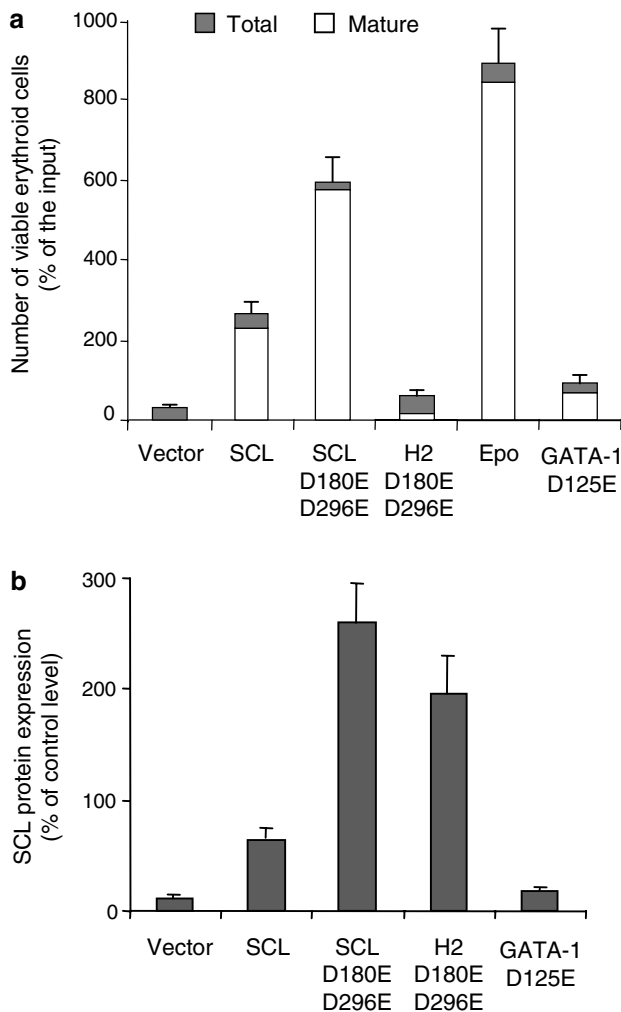 a
Total Mature
Number of viable erythroid cells
(% of the input)
1000
800
600
400
200
0
Vector SCL SCL H2 Epo GATA-1
D180E D180E D125E
D296E D296E
b
SCL protein expression
(% of control level)
300
200
100
0
Vector SCL SCL H2 GATA-1
D180E D180E D125E
D296E D296E